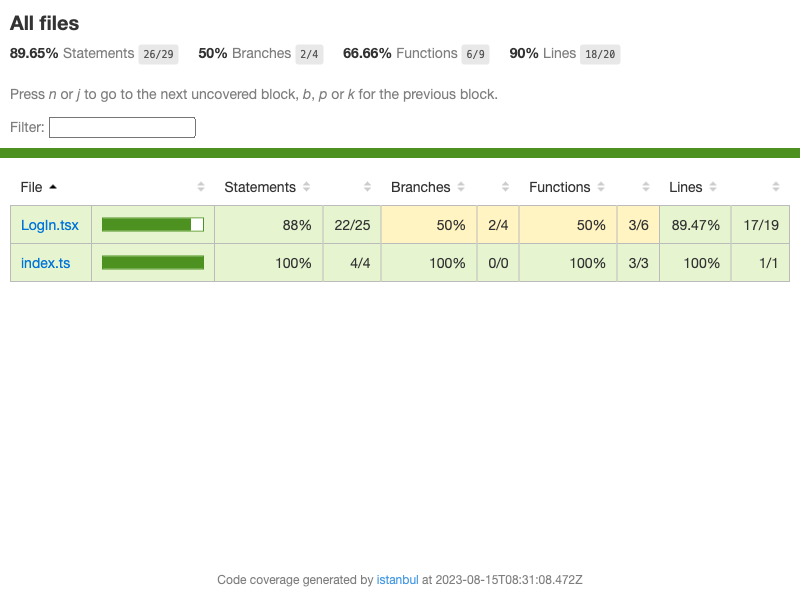 All files
89.65% Statements 26/29 50% Branches 2/4 66.66% Functions 6/9 90% Lines 18/20
Press n or j to go to the next uncovered block, b, p or k for the previous block.
Filter:
File Statements Branches Functions Lines
LogIn.tsx 88% 22/25 50% 2/4 50% 3/6 89.47% 17/19
index.ts 100% 4/4 100% 0/0 100% 3/3 100% 1/1
Code coverage generated by istanbul at 2023-08-15T08:31:08.472Z